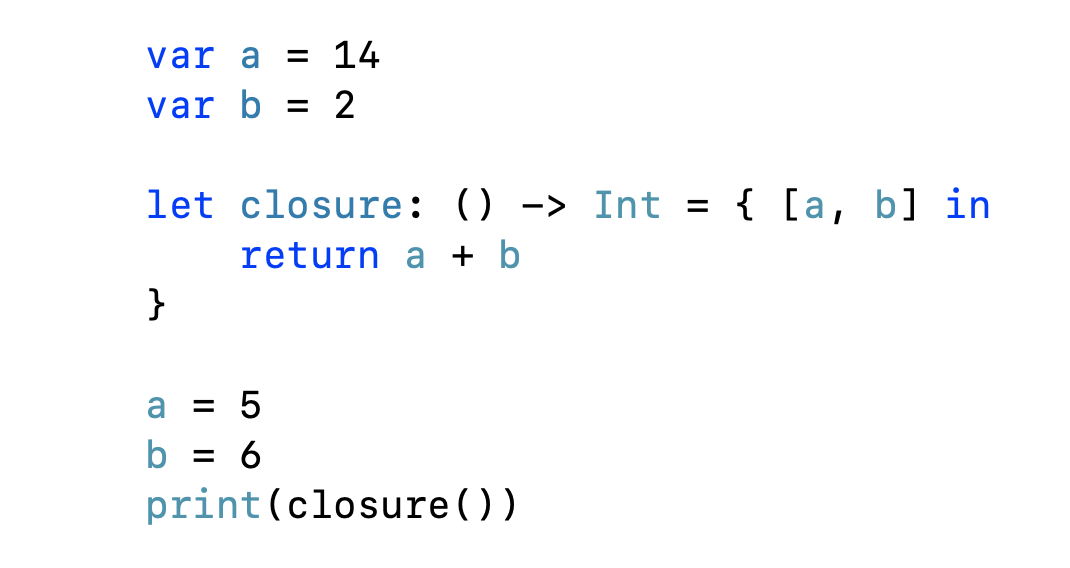 var a = 14
var b = 2
let closure: () -> Int = { [a, b] in
    return a + b
}
a = 5
b = 6
print(closure())